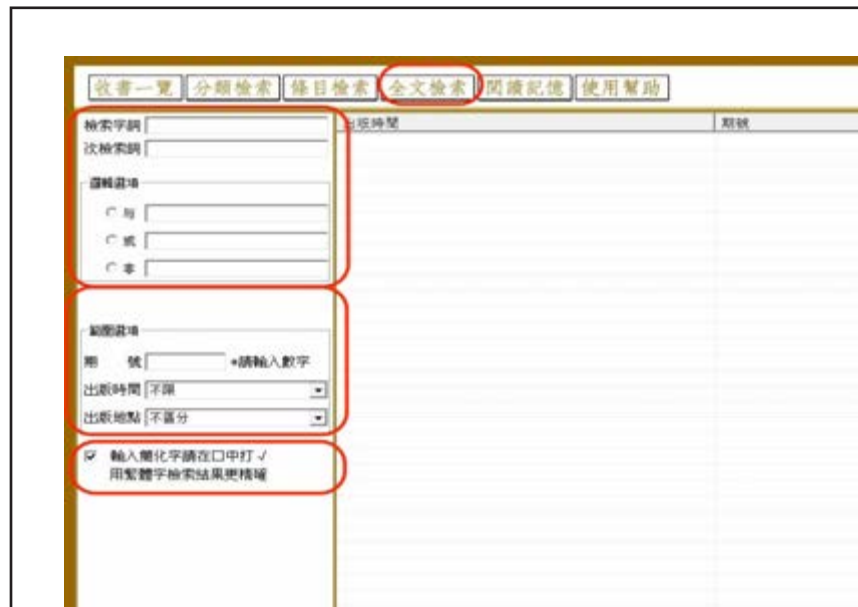 收書一覽 分類檢索 條目檢索 全文檢索 閱讀記憶 使用幫助
檢索字詞
次檢索詞
出版時間 期號
邏輯選項
与
或
非
範圍選項
期 號 *請輸入數字
出版時間 不限
出版地點 不區分
輸入簡化字請在口中打√
用繁體字檢索結果更精確